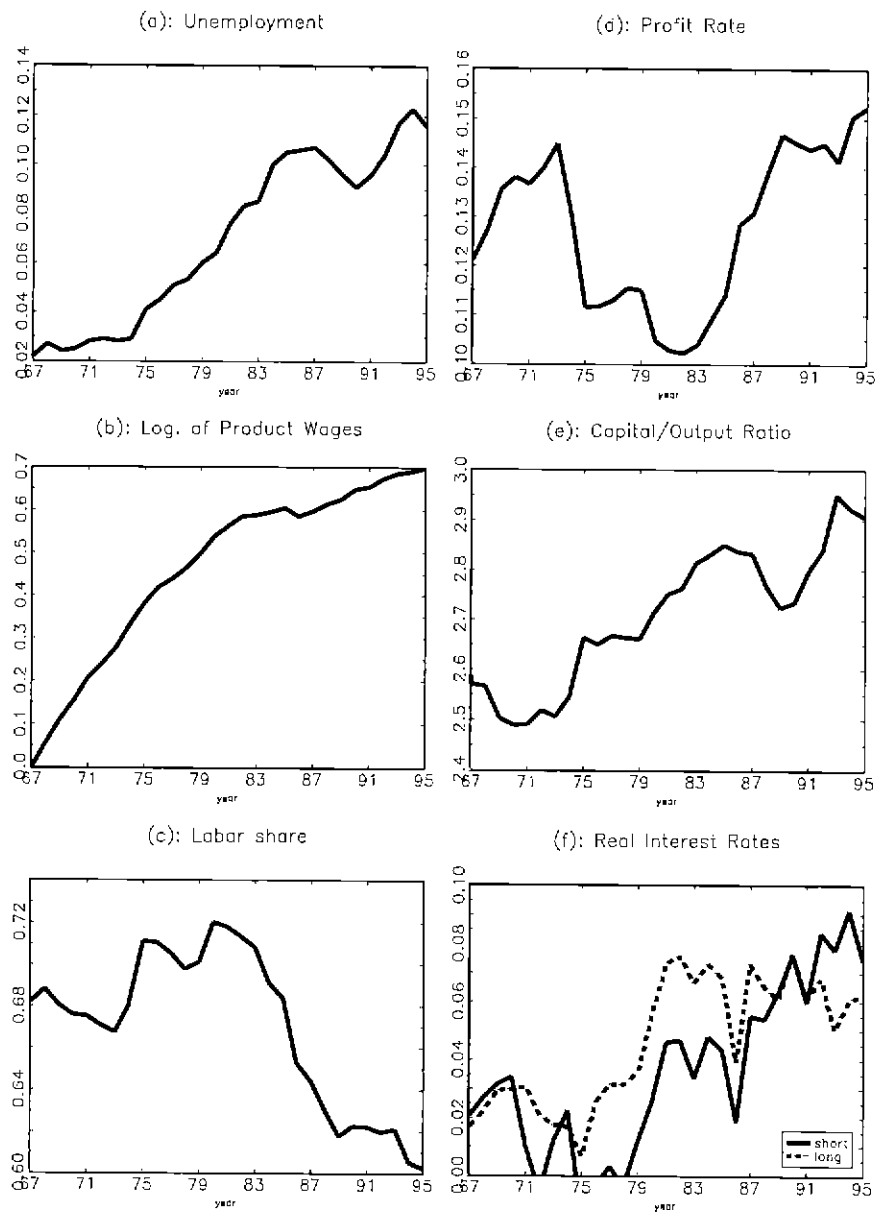 (a): Unemployment
0.14
0.12
0.10
0.08
0.06
0.04
0.02
67 71 75 79 83 87 91 95
year
(d): Profit Rate
0.16
0.15
0.14
0.13
0.12
0.11
0.10
67 71 75 79 83 87 91 95
year
(b): Log. of Product Wages
0.7
0.6
0.5
0.4
0.3
0.2
0.1
0.0
67 71 75 79 83 87 91 95
year
(e): Capital/Output Ratio
3.0
2.9
2.8
2.7
2.6
2.5
2.4
67 71 75 79 83 87 91 95
year
(c): Labar share
0.72
0.68
0.64
0.60
67 71 75 79 83 87 91 95
year
(f): Real Interest Rates
0.10
0.08
0.06
0.04
0.02
0.00
67 71 75 79 83 87 91 95
year
short
long